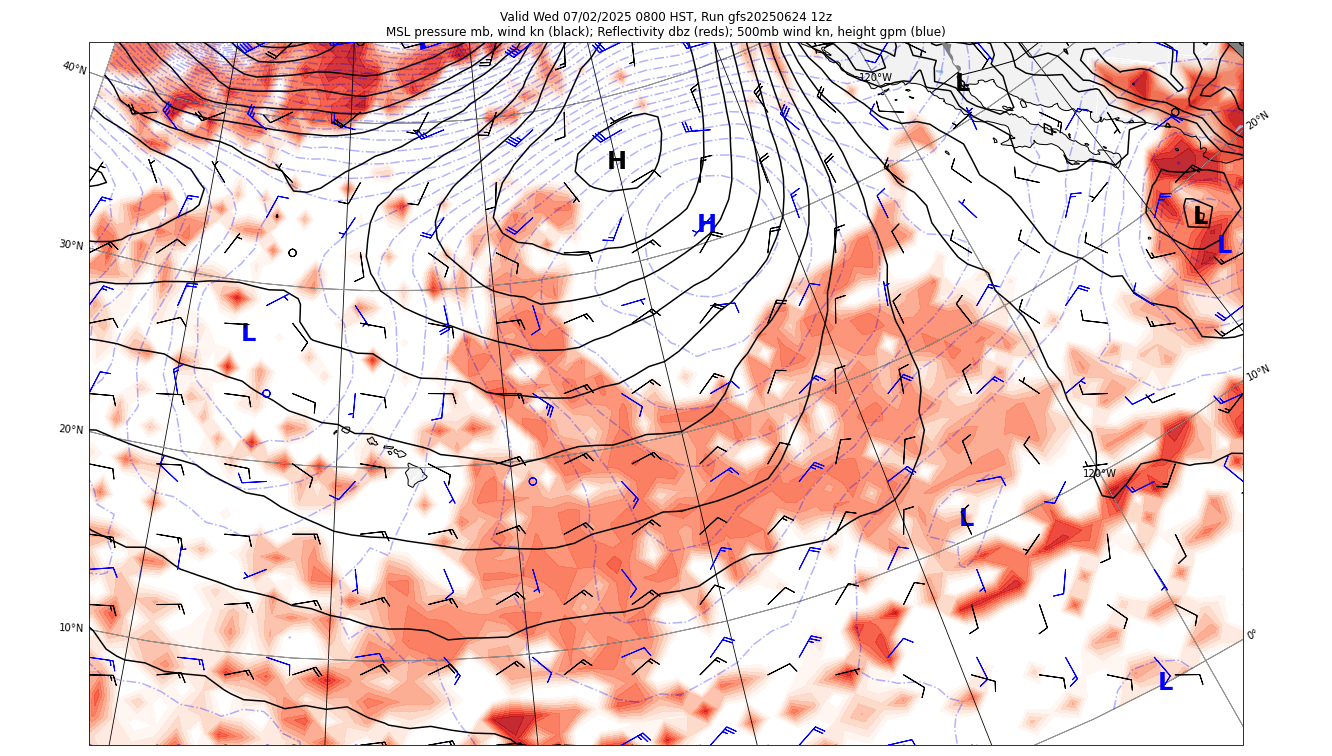 Valid Wed 07/02/2025 0800 HST, Run gfs20250624 12z
MSL pressure mb, wind kn (black); Reflectivity dbz (reds); 500mb wind kn, height gpm (blue)
40°N
120°W
L
20°N
H
H
L
30°N
L
L
10°N
20°N
120°W
L
10°N
0°
L